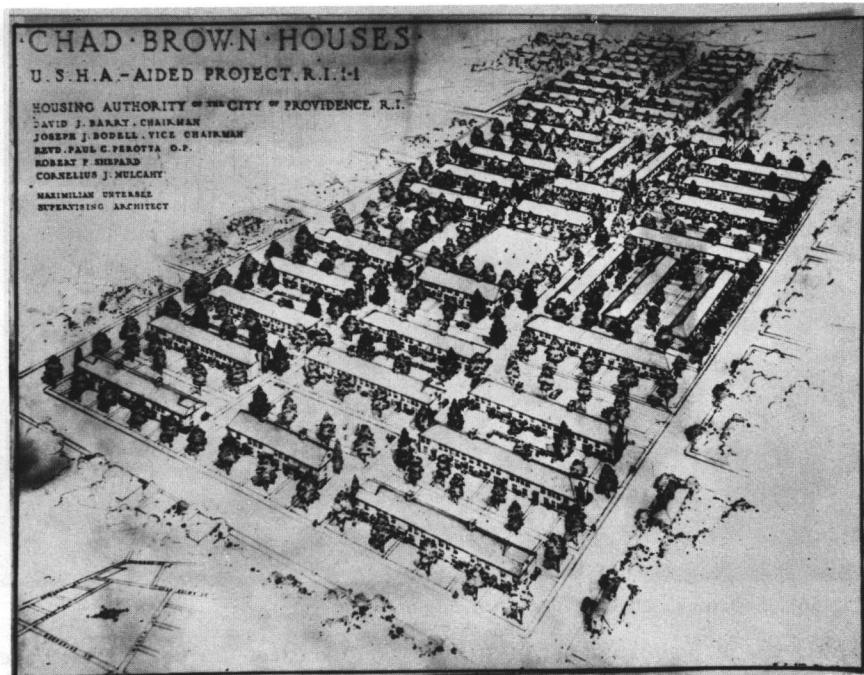 ·CHAD·BROWN·HOUSES·
U.S.H.A.-AIDED PROJECT. R.I. 1-1
HOUSING AUTHORITY OF THE CITY OF PROVIDENCE R.I.
DAVID J. BARRY. CHAIRMAN
JOSEPH J. BODELL. VICE CHAIRMAN
REVD. PAUL C. PEROTTA O.P.
ROBERT P. SHEPARD
CORNELIUS J. MULCAHY
MAXIMILIAN UNTERSEE
SUPERVISING ARCHITECT